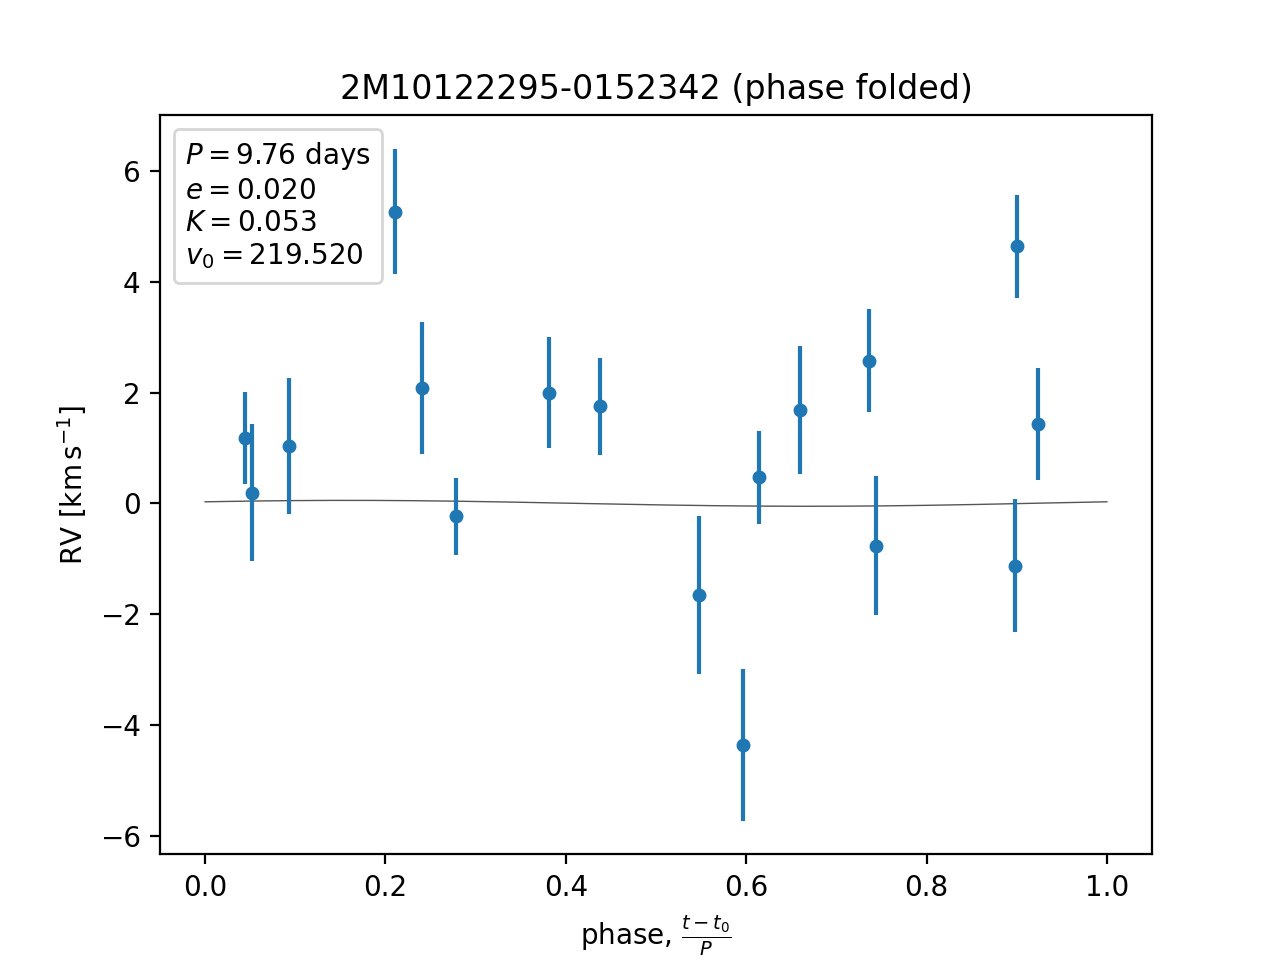 2M10122295-0152342 (phase folded)
P = 9.76 days
e = 0.020
K = 0.053
v₀ = 219.520
RV [km s⁻¹]
6
4
2
0
−2
−4
−6
0.0 0.2 0.4 0.6 0.8 1.0
phase, (t − t₀)/P